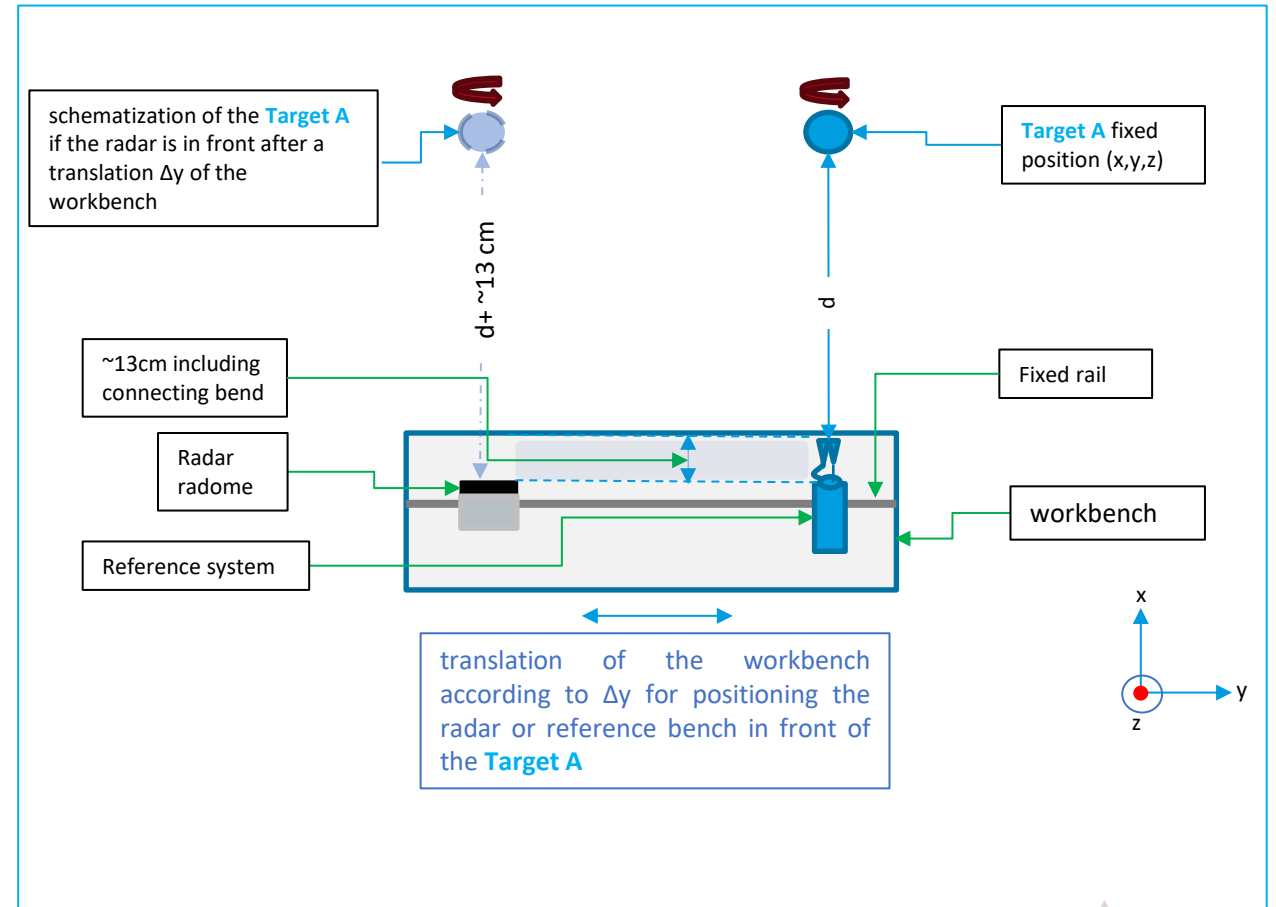 schematization of the Target A
if the radar is in front after a
translation Δy of the
workbench
Target A fixed
position (x,y,z)
d+ ~13 cm
d
~13cm including
connecting bend
Fixed rail
Radar
radome
workbench
Reference system
translation of the workbench
according to Δy for positioning the
radar or reference bench in front of
the Target A
x
y
z